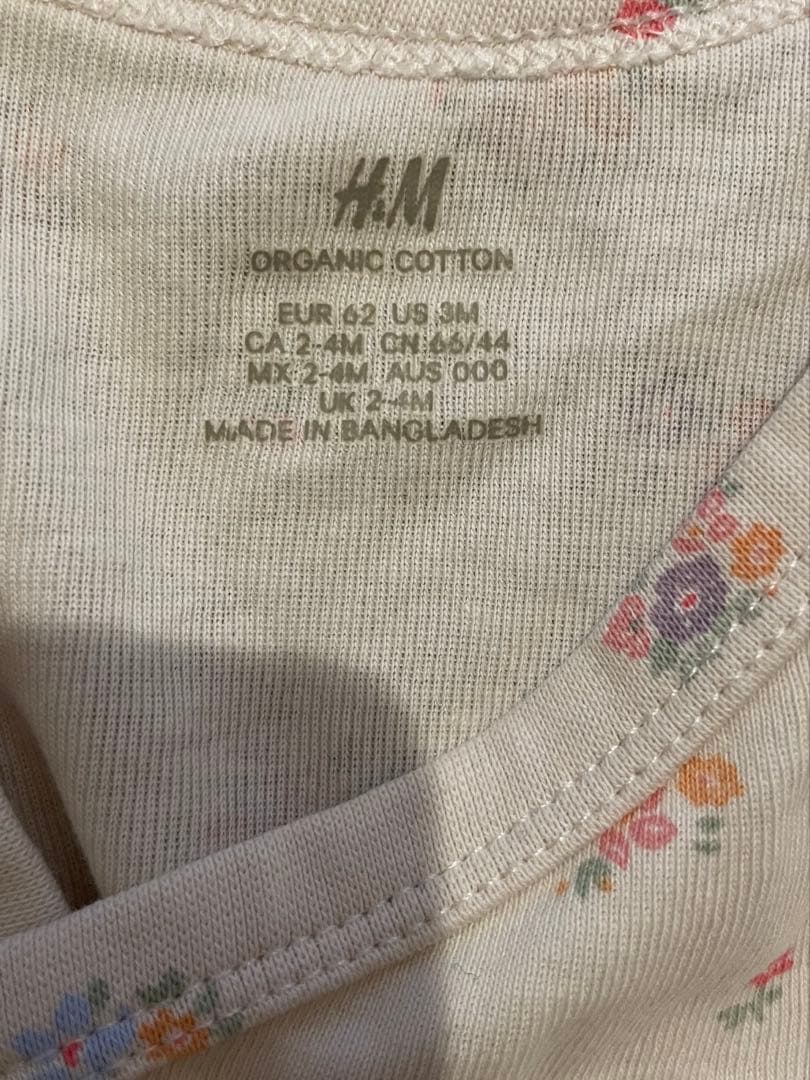 H&M
ORGANIC COTTON
EUR 62 US 3M
CA 2-4M CN 66/44
MX 2-4M AUS 000
UK 2-4M
MADE IN BANGLADESH